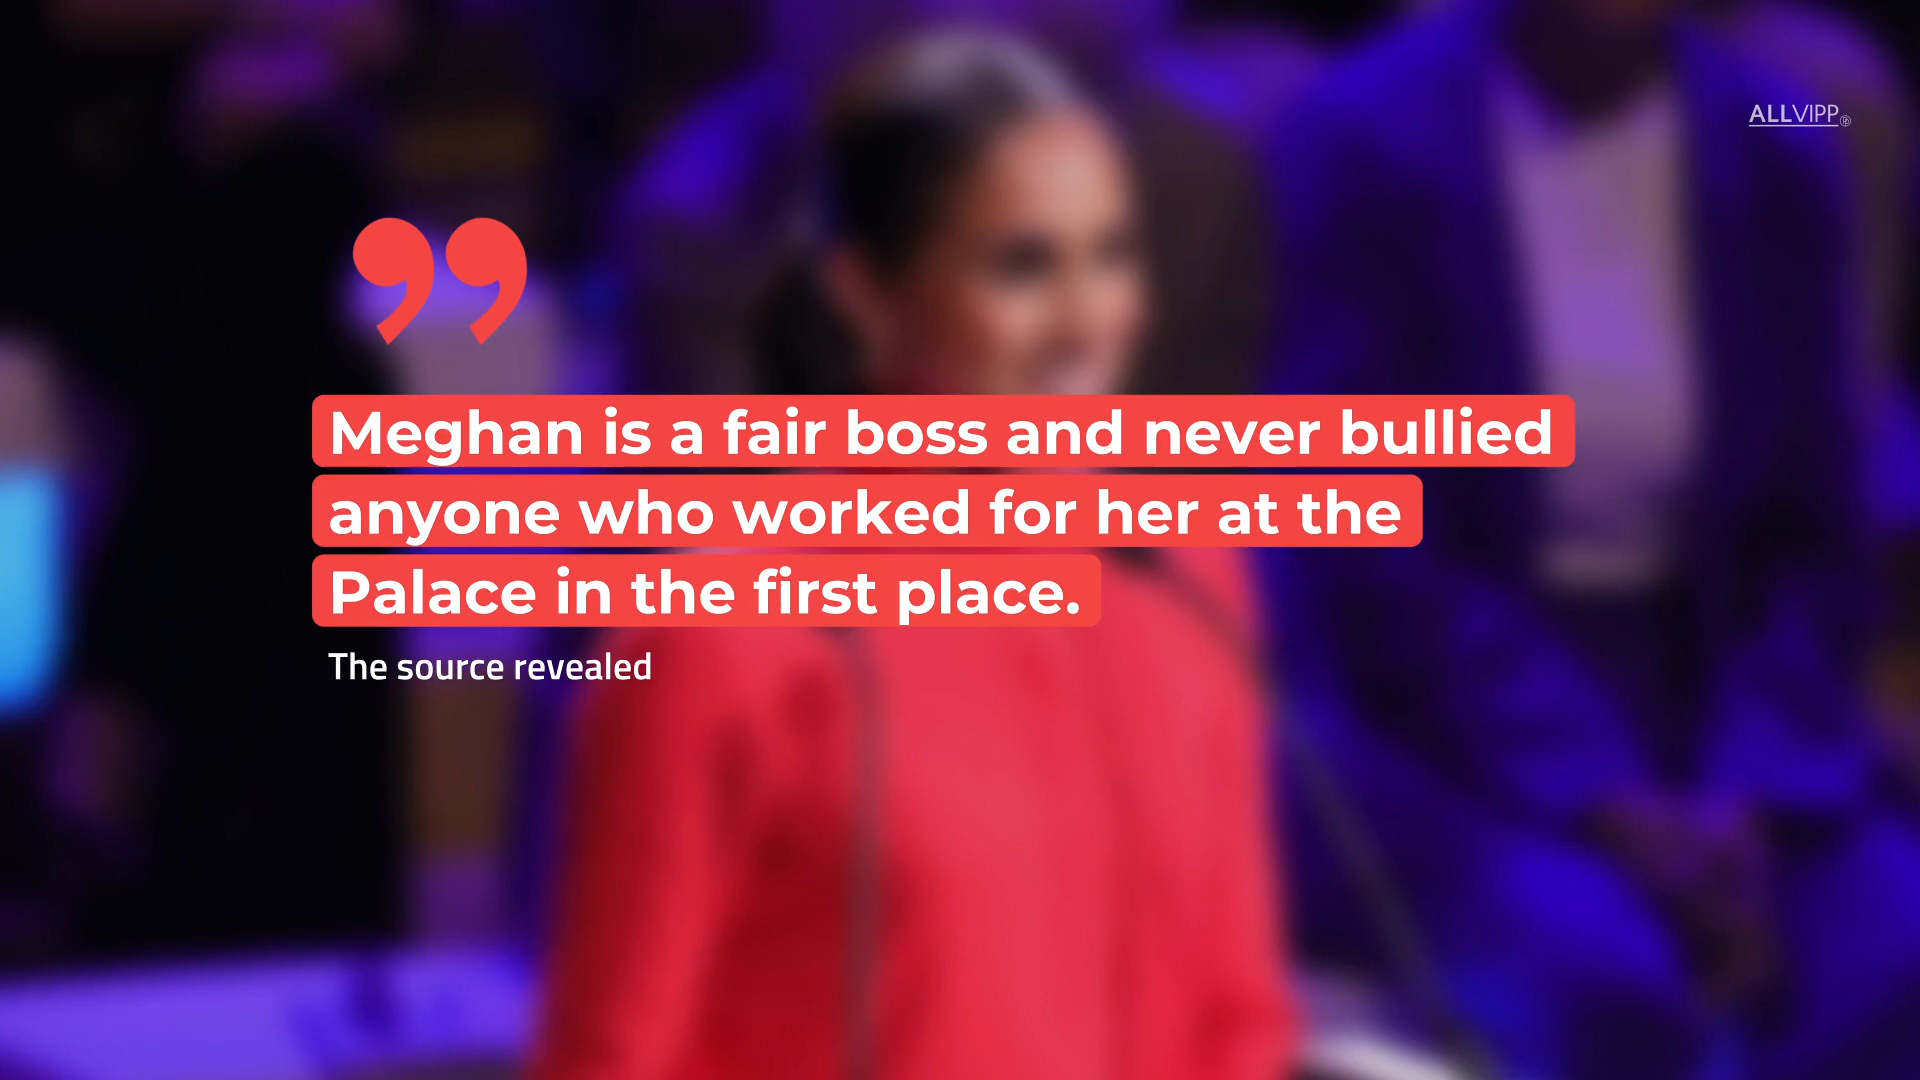 ALLVIPP
”
Meghan is a fair boss and never bullied
anyone who worked for her at the
Palace in the first place.
The source revealed